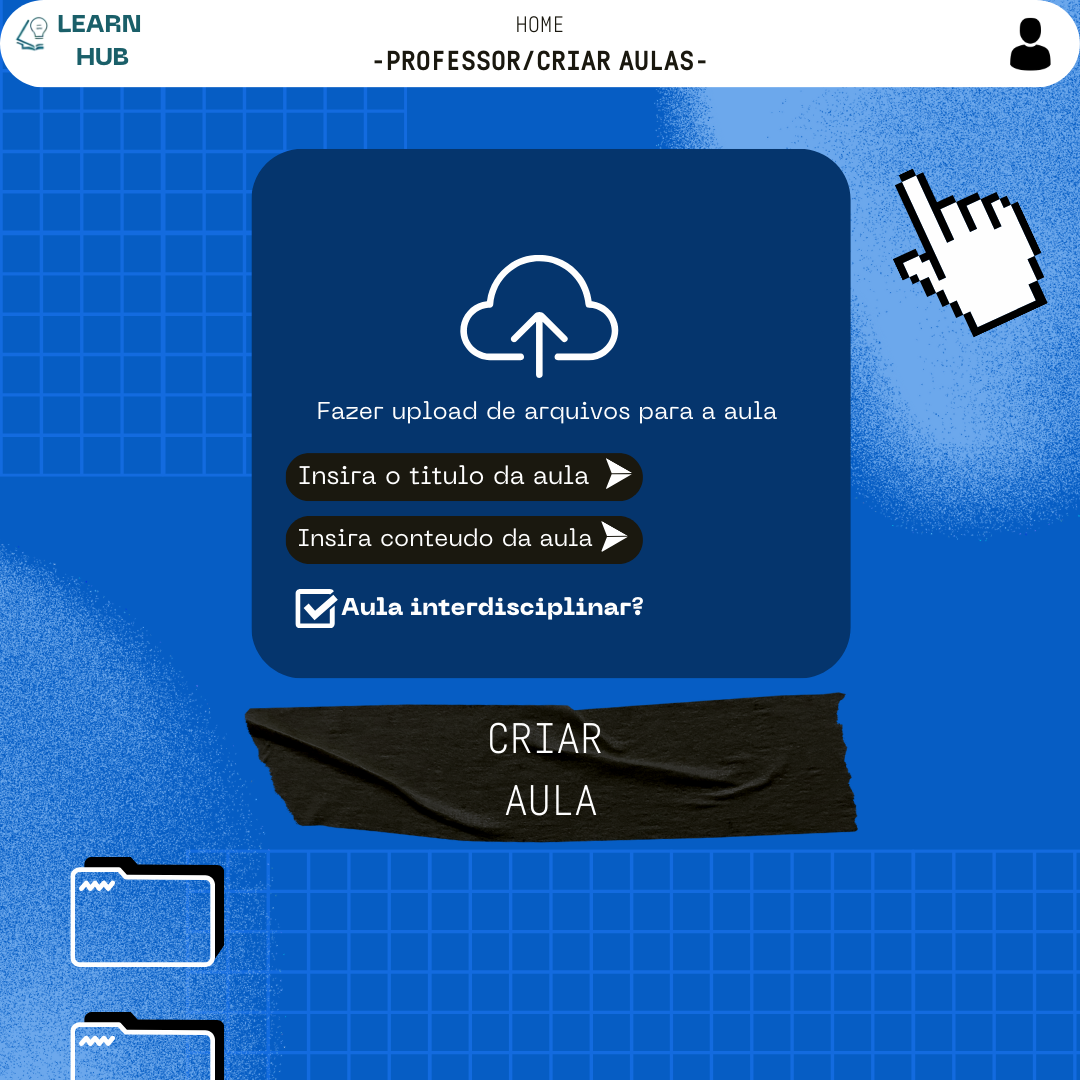 LEARN
HUB
HOME
-PROFESSOR/CRIAR AULAS-
Fazer upload de arquivos para a aula
Insira o titulo da aula
Insira conteudo da aula
Aula interdisciplinar?
CRIAR
AULA